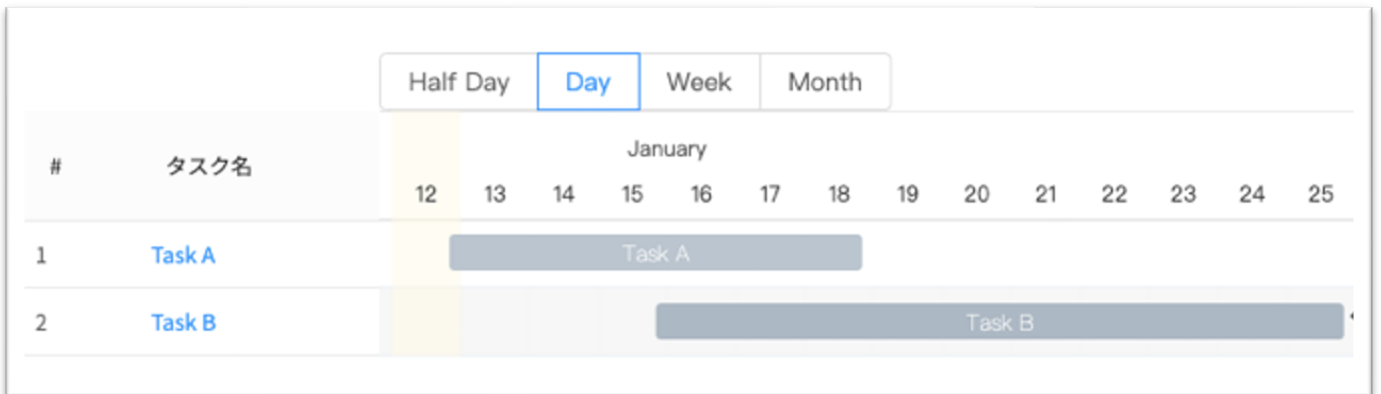 Half Day Day Week Month
# タスク名
January
12 13 14 15 16 17 18 19 20 21 22 23 24 25
1 Task A Task A
2 Task B Task B